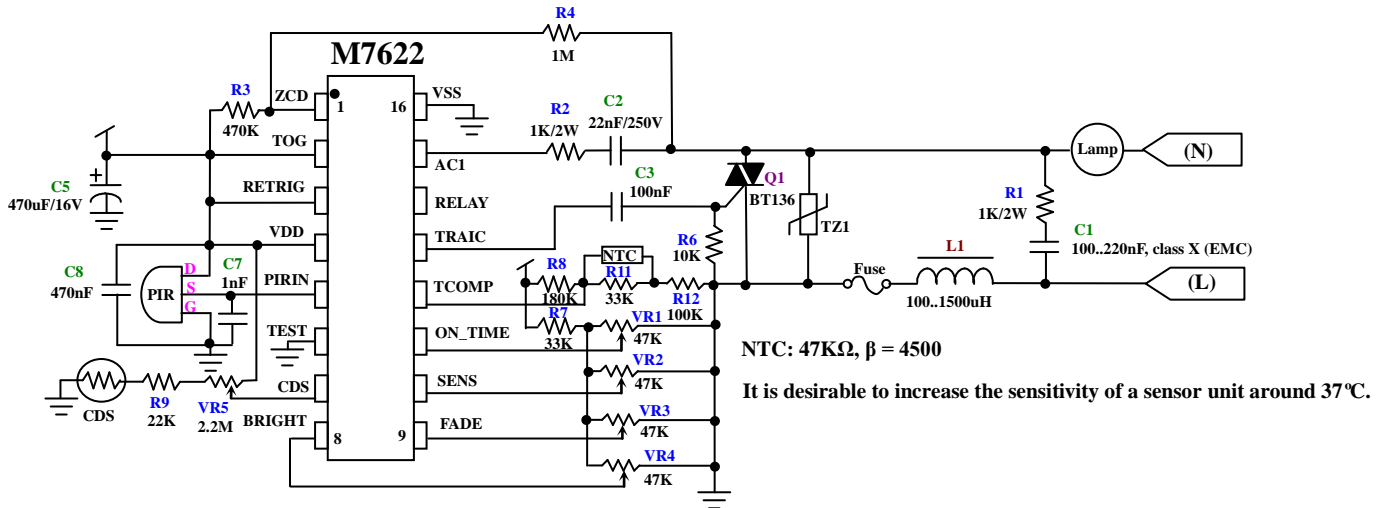 R4
1M
M7622
R3
470K
ZCD
1
16
VSS
R2
1K/2W
C2
22nF/250V
TOG
AC1
Lamp
(N)
C5
470uF/16V
+
RETRIG
RELAY
C3
100nF
Q1
BT136
TZ1
R1
1K/2W
C1
100..220nF, class X (EMC)
VDD
TRAIC
R6
10K
L1
100..1500uH
Fuse
(L)
C8
470nF
PIR
D
S
G
C7
1nF
PIRIN
TCOMP
R8
180K
NTC
R11
33K
R12
100K
TEST
ON_TIME
R7
33K
VR1
47K
NTC: 47KΩ, β = 4500
CDS
SENS
VR2
47K
It is desirable to increase the sensitivity of a sensor unit around 37℃.
CDS
R9
22K
VR5
2.2M
BRIGHT
8
9
FADE
VR3
47K
VR4
47K